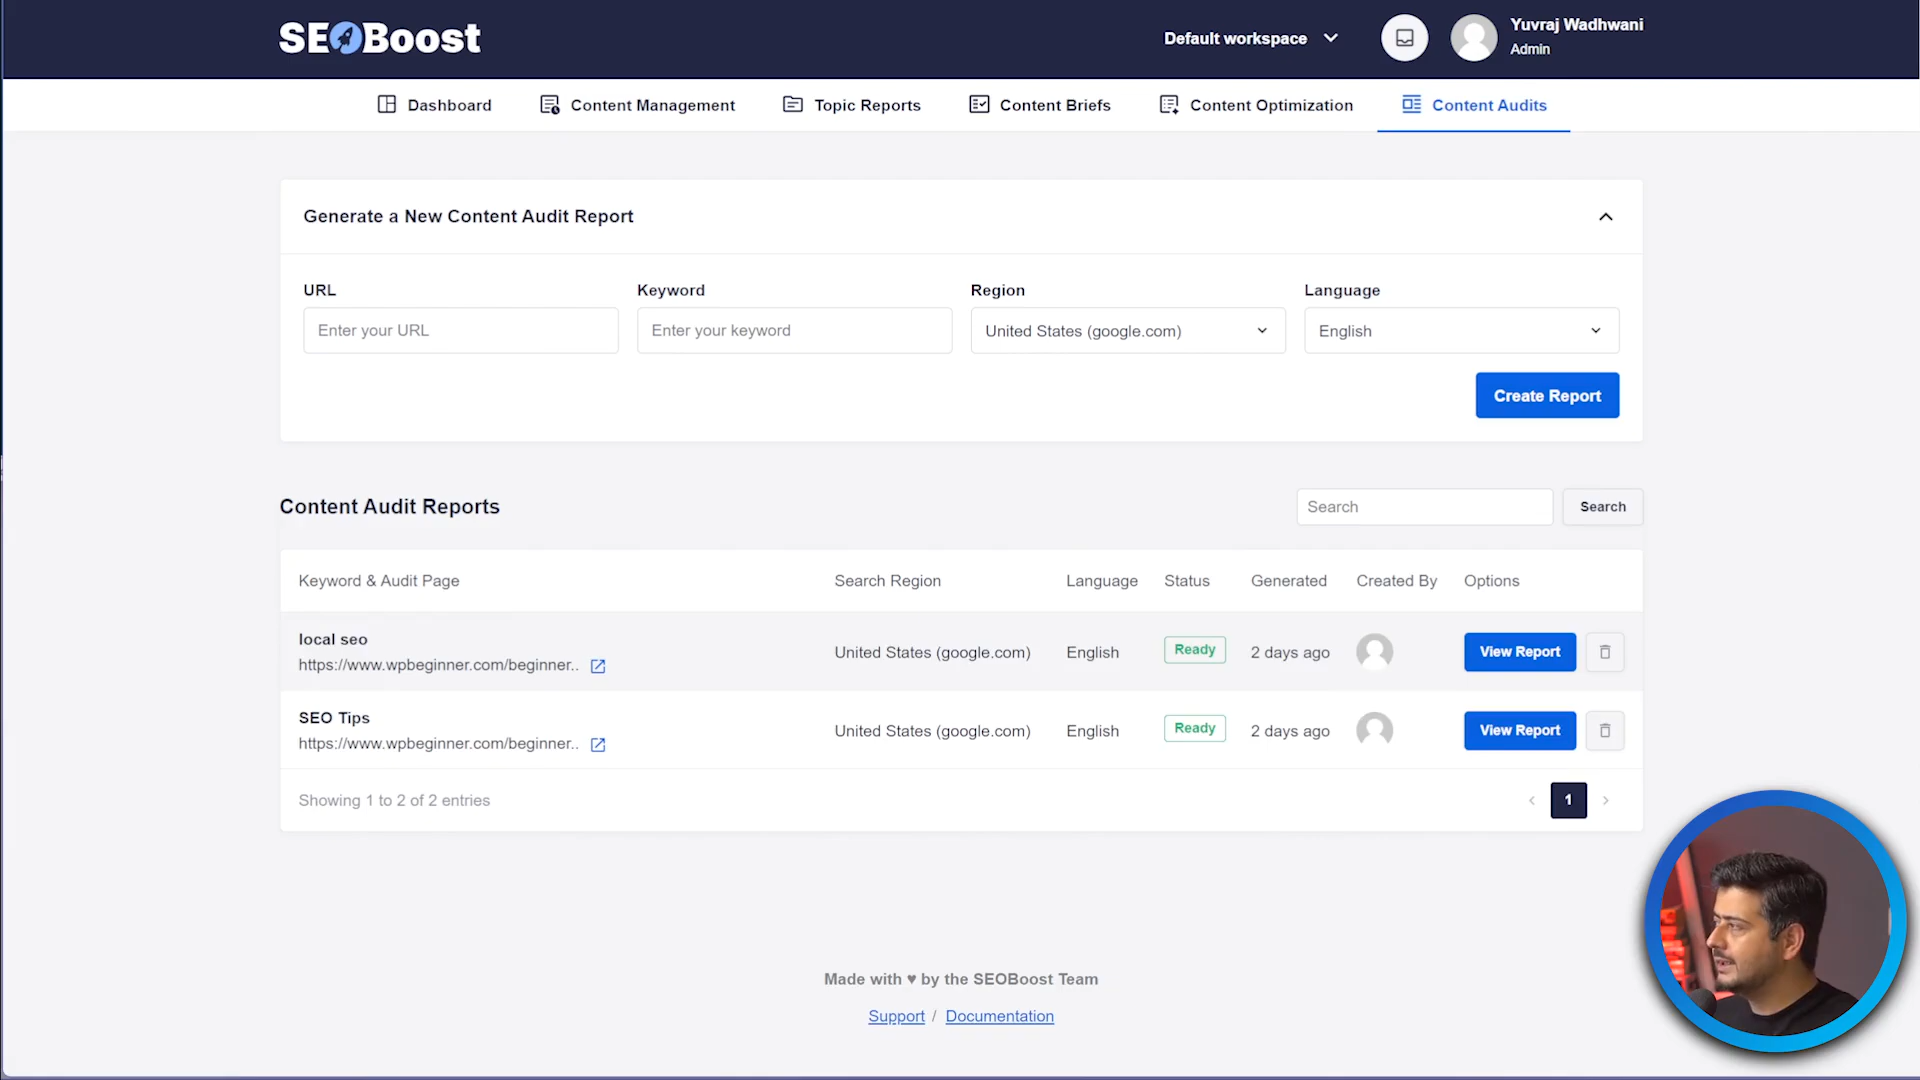 SEOBoost
Default workspace
Yuvraj Wadhwani
Admin
Dashboard
Content Management
Topic Reports
Content Briefs
Content Optimization
Content Audits
Generate a New Content Audit Report
URL
Keyword
Region
Language
Enter your URL
Enter your keyword
United States (google.com)
English
Create Report
Content Audit Reports
Search
Search
Keyword & Audit Page
Search Region
Language
Status
Generated
Created By
Options
local seo
https://www.wpbeginner.com/beginner..
United States (google.com)
English
Ready
2 days ago
View Report
SEO Tips
https://www.wpbeginner.com/beginner..
United States (google.com)
English
Ready
2 days ago
View Report
Showing 1 to 2 of 2 entries
1
Made with ♥ by the SEOBoost Team
Support / Documentation